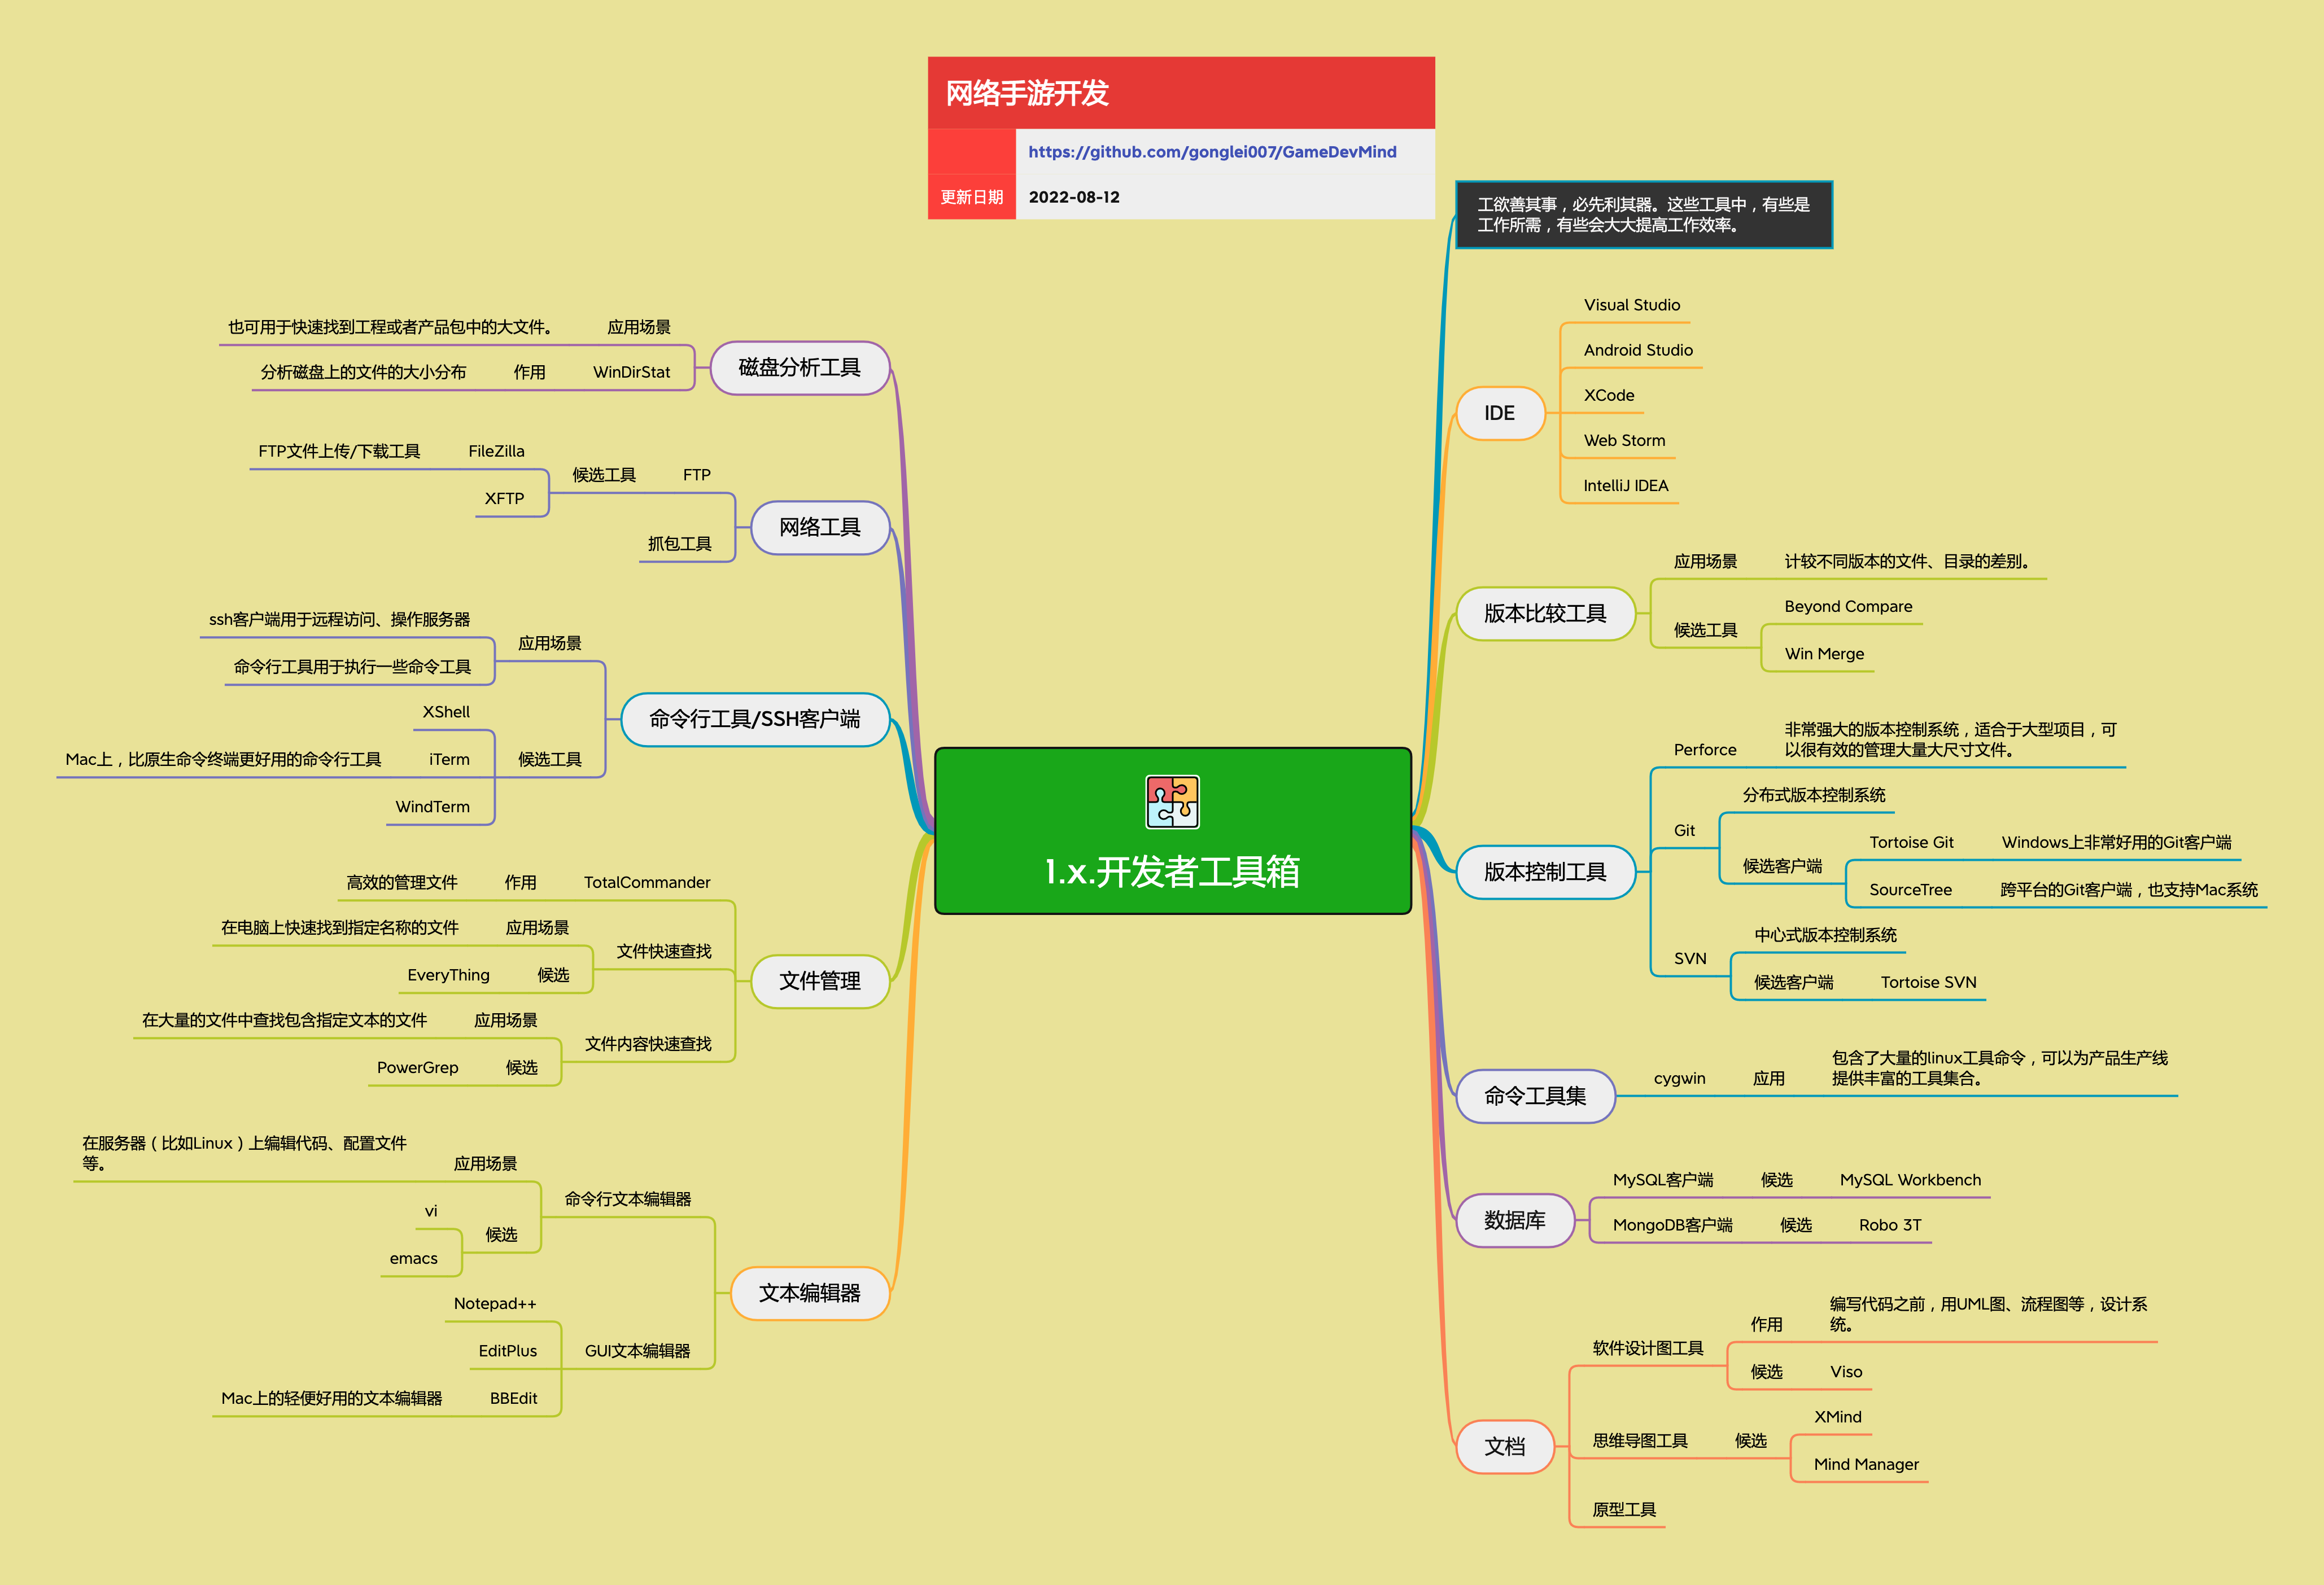 网络手游开发
https://github.com/gonglei007/GameDevMind
更新日期 2022-08-12
1.x.开发者工具箱
工欲善其事，必先利其器。这些工具中，有些是
工作所需，有些会大大提高工作效率。
IDE
Visual Studio
Android Studio
XCode
Web Storm
IntelliJ IDEA
版本比较工具
应用场景 计较不同版本的文件、目录的差别。
候选工具
Beyond Compare
Win Merge
版本控制工具
Perforce
非常强大的版本控制系统，适合于大型项目，可
以很有效的管理大量大尺寸文件。
Git
分布式版本控制系统
候选客户端
Tortoise Git Windows上非常好用的Git客户端
SourceTree 跨平台的Git客户端，也支持Mac系统
SVN
中心式版本控制系统
候选客户端 Tortoise SVN
命令工具集
cygwin 应用
包含了大量的linux工具命令，可以为产品生产线
提供丰富的工具集合。
数据库
MySQL客户端 候选 MySQL Workbench
MongoDB客户端 候选 Robo 3T
文档
软件设计图工具
作用
编写代码之前，用UML图、流程图等，设计系
统。
候选 Viso
思维导图工具 候选
XMind
Mind Manager
原型工具
磁盘分析工具
也可用于快速找到工程或者产品包中的大文件。 应用场景
分析磁盘上的文件的大小分布 作用 WinDirStat
网络工具
FTP文件上传/下载工具 FileZilla
XFTP
候选工具 FTP
抓包工具
命令行工具/SSH客户端
ssh客户端用于远程访问、操作服务器
命令行工具用于执行一些命令工具
应用场景
XShell
Mac上，比原生命令终端更好用的命令行工具 iTerm
WindTerm
候选工具
文件管理
高效的管理文件 作用 TotalCommander
在电脑上快速找到指定名称的文件 应用场景
EveryThing 候选
文件快速查找
在大量的文件中查找包含指定文本的文件 应用场景
PowerGrep 候选
文件内容快速查找
文本编辑器
在服务器（比如Linux）上编辑代码、配置文件
等。
应用场景
命令行文本编辑器
vi
emacs
候选
Notepad++
EditPlus
Mac上的轻便好用的文本编辑器 BBEdit
GUI文本编辑器